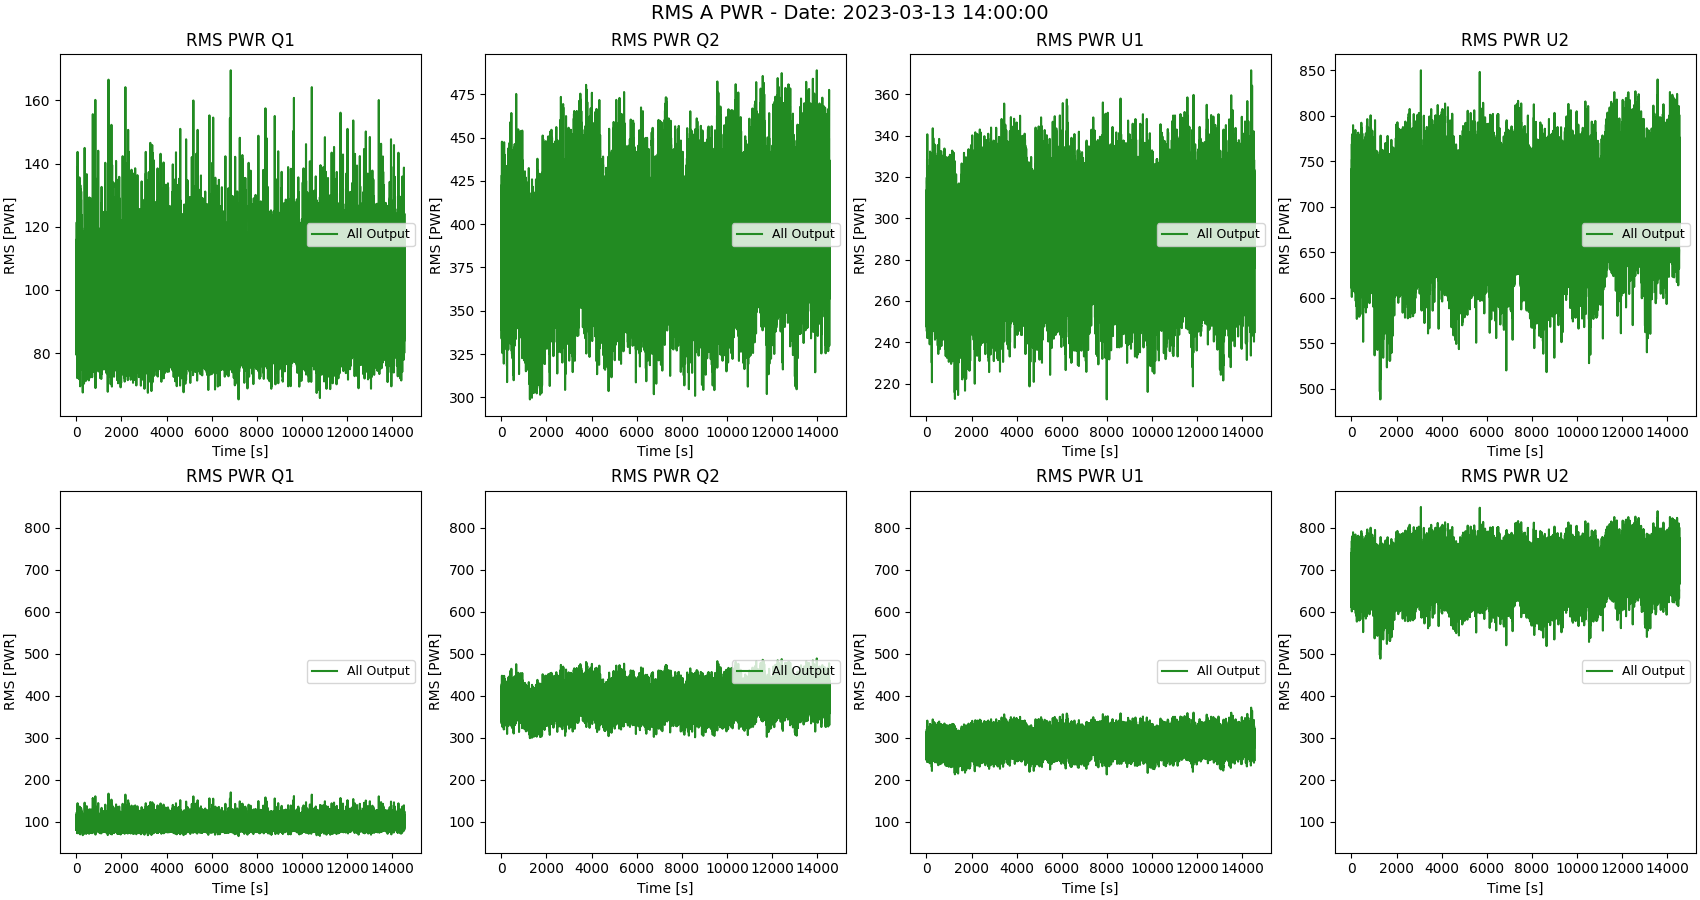 RMS A PWR - Date: 2023-03-13 14:00:00
RMS PWR Q1
RMS [PWR]
160
140
120
100
80
All Output
0 2000 4000 6000 8000 10000 12000 14000
Time [s]
RMS PWR Q2
RMS [PWR]
475
450
425
400
375
350
325
300
All Output
0 2000 4000 6000 8000 10000 12000 14000
Time [s]
RMS PWR U1
RMS [PWR]
360
340
320
300
280
260
240
220
All Output
0 2000 4000 6000 8000 10000 12000 14000
Time [s]
RMS PWR U2
RMS [PWR]
850
800
750
700
650
600
550
500
All Output
0 2000 4000 6000 8000 10000 12000 14000
Time [s]
RMS PWR Q1
RMS [PWR]
800
700
600
500
400
300
200
100
All Output
0 2000 4000 6000 8000 10000 12000 14000
Time [s]
RMS PWR Q2
RMS [PWR]
800
700
600
500
400
300
200
100
All Output
0 2000 4000 6000 8000 10000 12000 14000
Time [s]
RMS PWR U1
RMS [PWR]
800
700
600
500
400
300
200
100
All Output
0 2000 4000 6000 8000 10000 12000 14000
Time [s]
RMS PWR U2
RMS [PWR]
800
700
600
500
400
300
200
100
All Output
0 2000 4000 6000 8000 10000 12000 14000
Time [s]